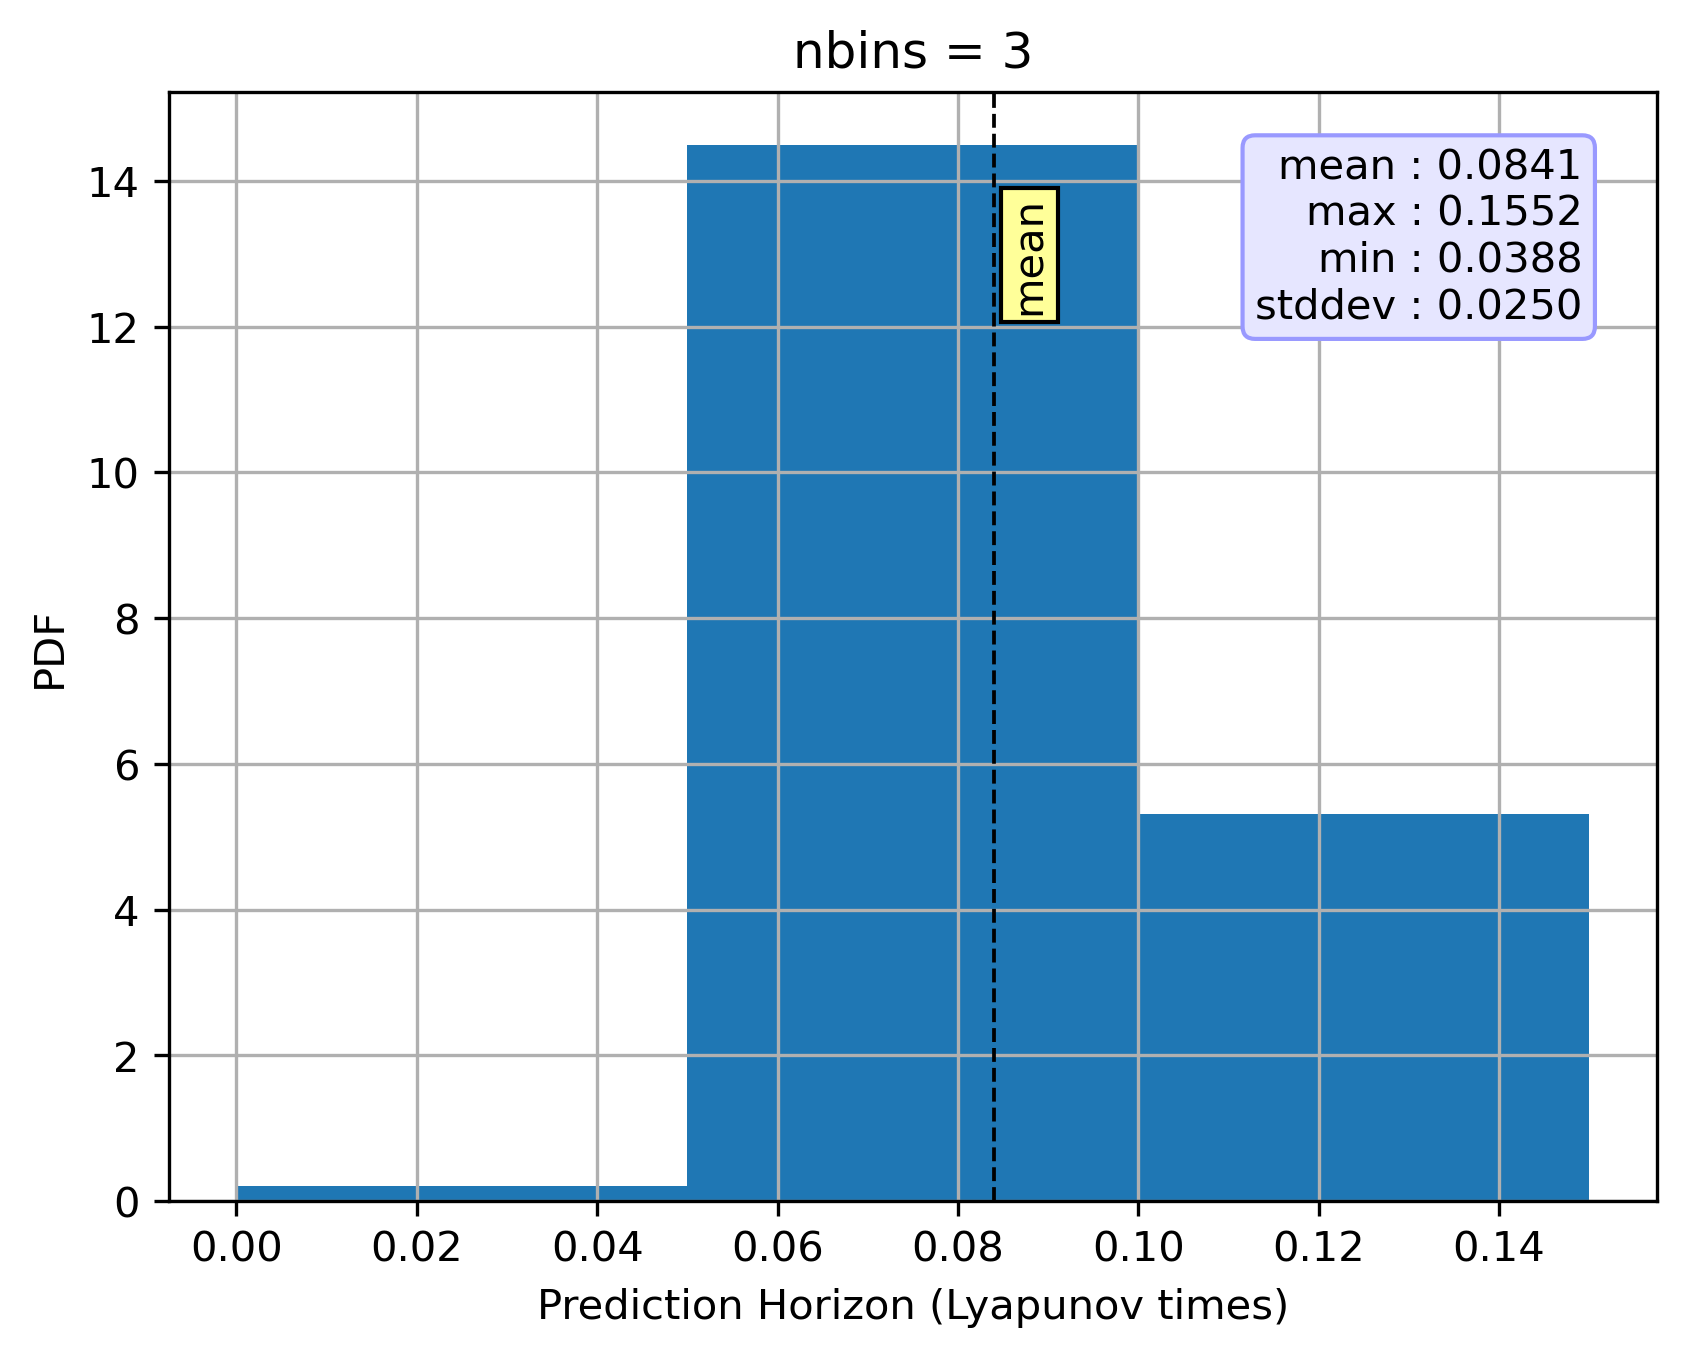 nbins = 3
mean : 0.0841
max : 0.1552
min : 0.0388
stddev : 0.0250
mean
PDF
14
12
10
8
6
4
2
0
0.00 0.02 0.04 0.06 0.08 0.10 0.12 0.14
Prediction Horizon (Lyapunov times)